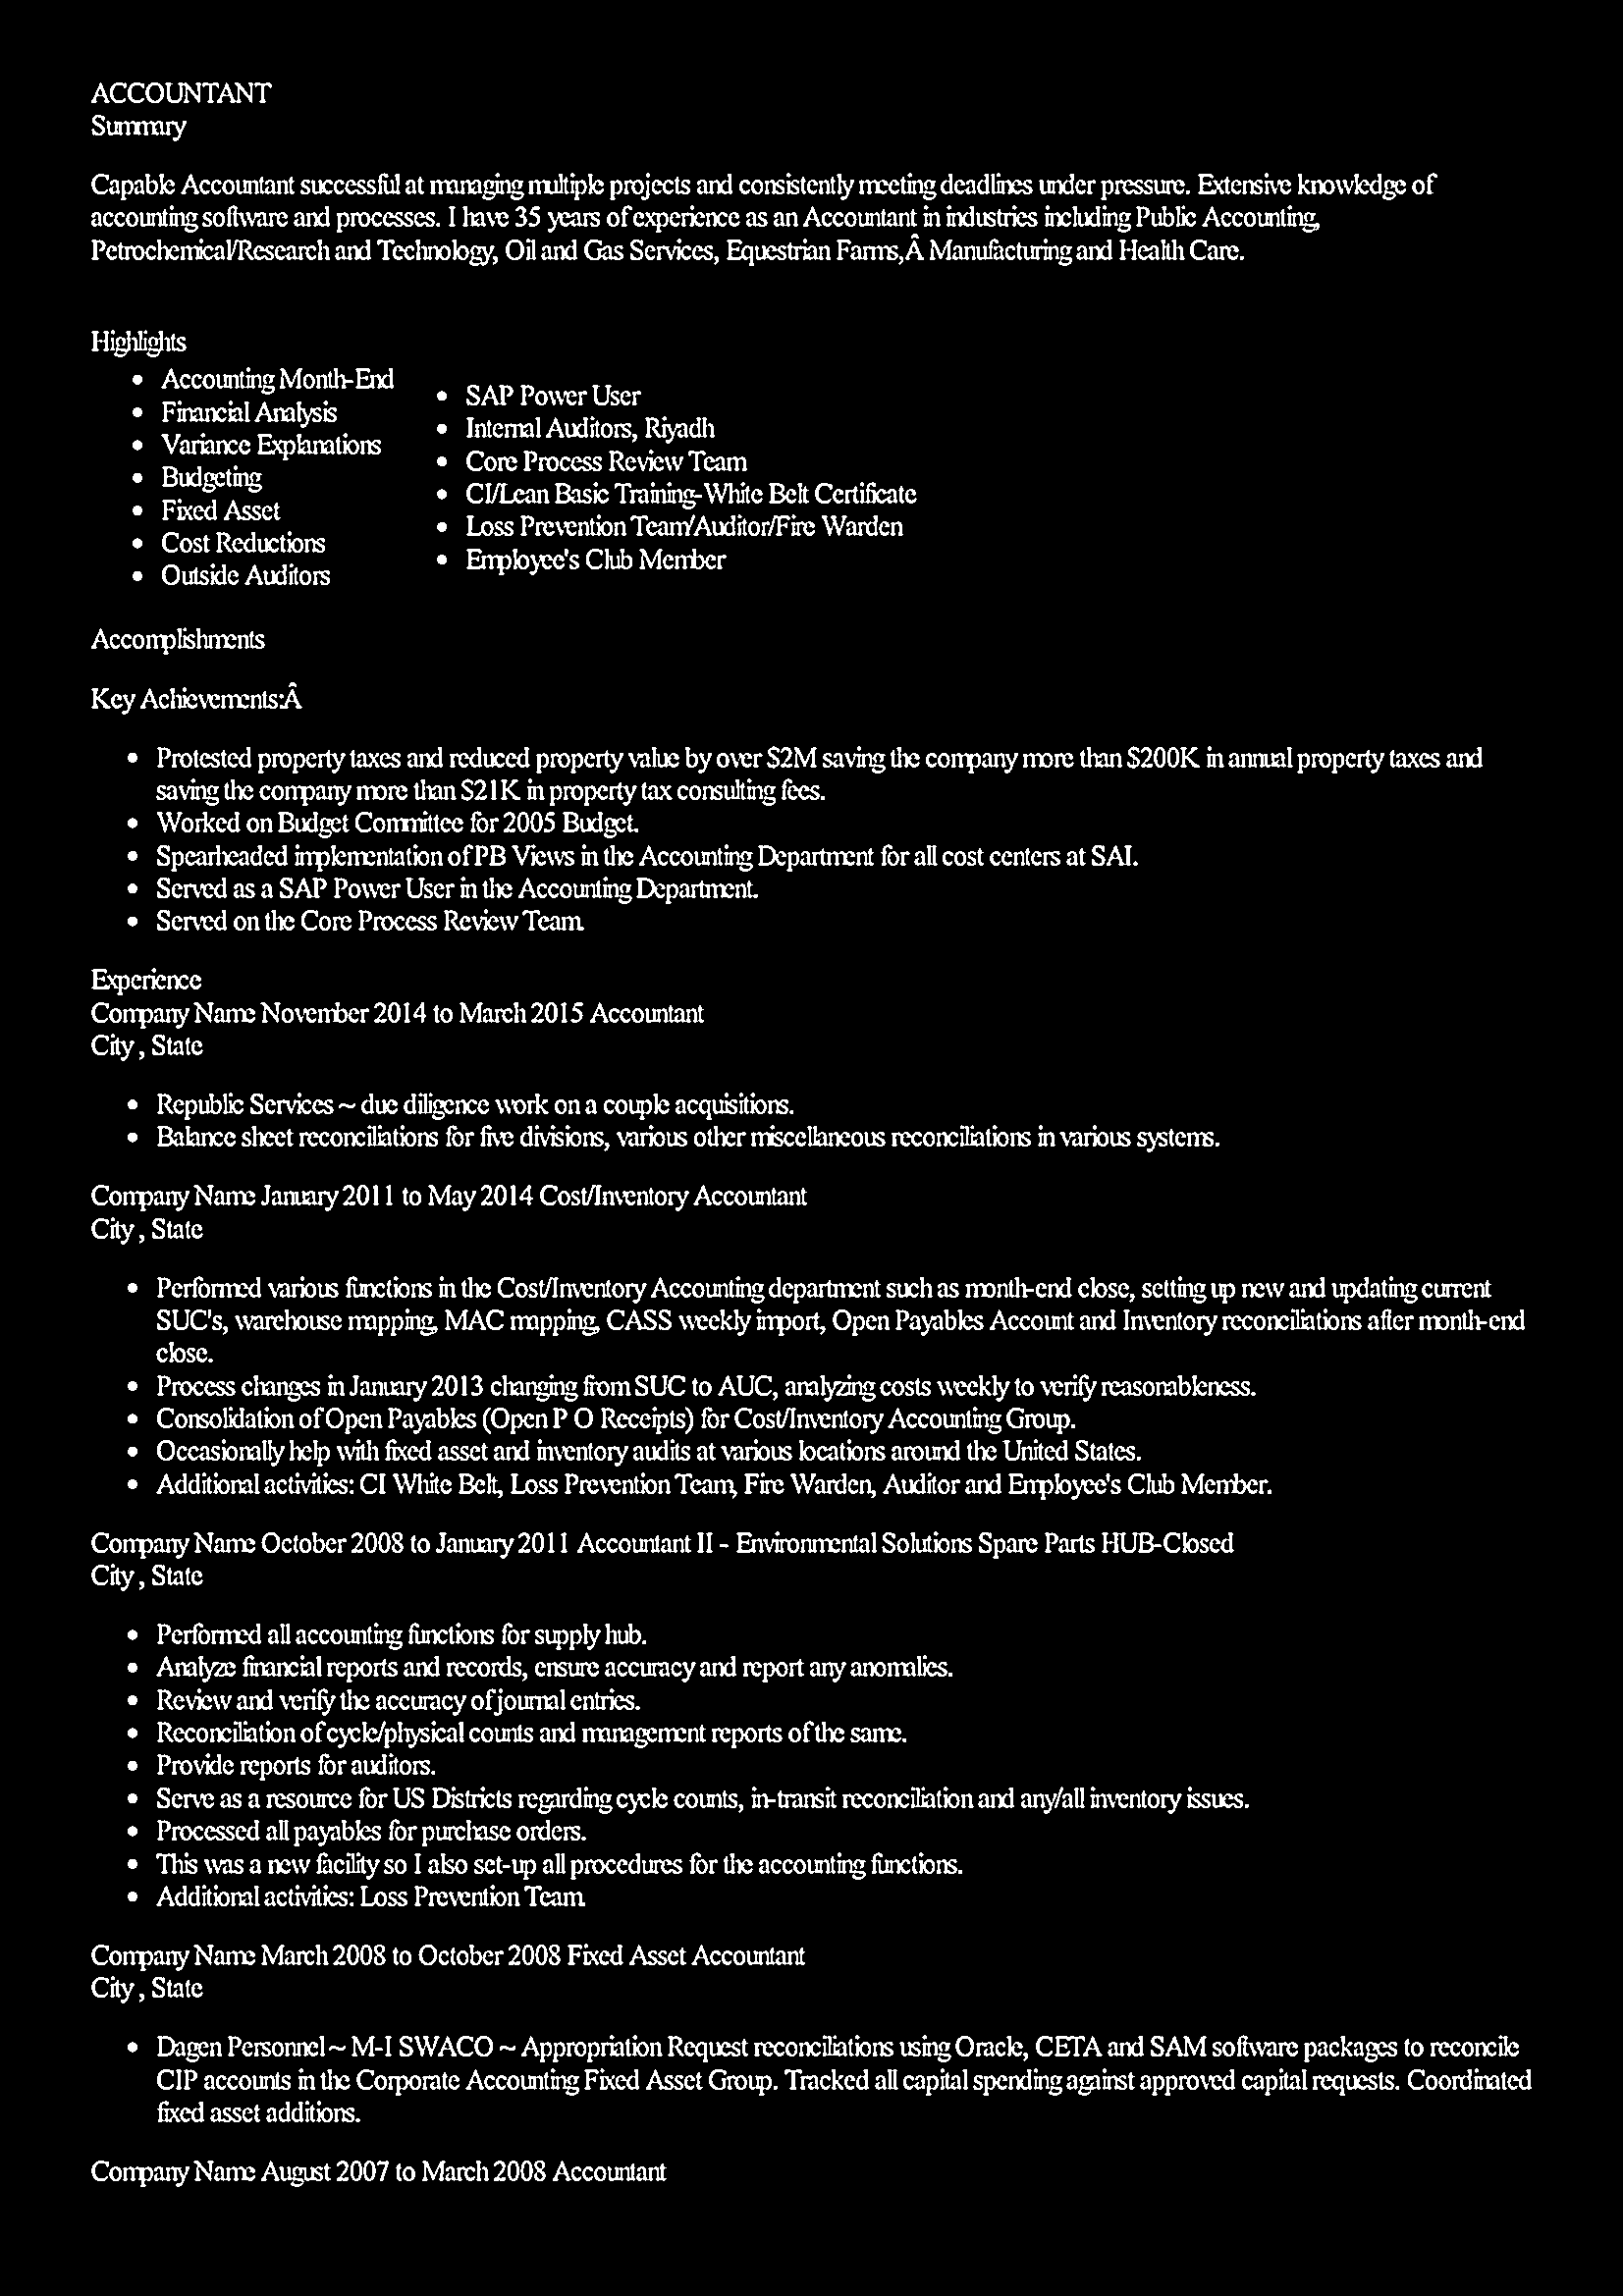 ACCOUNTANT
Summary
Capable Accountant successful at managing multiple projects and consistently meeting deadlines under pressure. Extensive knowledge of
accounting software and processes. I have 35 years of experience as an Accountant in industries including Public Accounting,
Petrochemical/Research and Technology, Oil and Gas Services, Equestrian Farms,Â Manufacturing and Health Care.
Highlights
• Accounting Month-End
• Financial Analysis
• Variance Explanations
• Budgeting
• Fixed Asset
• Cost Reductions
• Outside Auditors
• SAP Power User
• Internal Auditors, Riyadh
• Core Process Review Team
• CI/Lean Basic Training-White Belt Certificate
• Loss Prevention Team/Auditor/Fire Warden
• Employee's Club Member
Accomplishments
Key Achievements:Â
• Protested property taxes and reduced property value by over $2M saving the company more than $200K in annual property taxes and
saving the company more than $21K in property tax consulting fees.
• Worked on Budget Committee for 2005 Budget.
• Spearheaded implementation of PB Views in the Accounting Department for all cost centers at SAI.
• Served as a SAP Power User in the Accounting Department.
• Served on the Core Process Review Team.
Experience
Company Name November 2014 to March 2015 Accountant
City , State
• Republic Services ~ due diligence work on a couple acquisitions.
• Balance sheet reconciliations for five divisions, various other miscellaneous reconciliations in various systems.
Company Name January 2011 to May 2014 Cost/Inventory Accountant
City , State
• Performed various functions in the Cost/Inventory Accounting department such as month-end close, setting up new and updating current
SUC's, warehouse mapping, MAC mapping, CASS weekly import, Open Payables Account and Inventory reconciliations after month-end
close.
• Process changes in January 2013 changing from SUC to AUC, analyzing costs weekly to verify reasonableness.
• Consolidation of Open Payables (Open P O Receipts) for Cost/Inventory Accounting Group.
• Occasionally help with fixed asset and inventory audits at various locations around the United States.
• Additional activities: CI White Belt, Loss Prevention Team, Fire Warden, Auditor and Employee's Club Member.
Company Name October 2008 to January 2011 Accountant II - Environmental Solutions Spare Parts HUB-Closed
City , State
• Performed all accounting functions for supply hub.
• Analyze financial reports and records, ensure accuracy and report any anomalies.
• Review and verify the accuracy of journal entries.
• Reconciliation of cycle/physical counts and management reports of the same.
• Provide reports for auditors.
• Serve as a resource for US Districts regarding cycle counts, in-transit reconciliation and any/all inventory issues.
• Processed all payables for purchase orders.
• This was a new facility so I also set-up all procedures for the accounting functions.
• Additional activities: Loss Prevention Team.
Company Name March 2008 to October 2008 Fixed Asset Accountant
City , State
• Dagen Personnel ~ M-I SWACO ~ Appropriation Request reconciliations using Oracle, CETA and SAM software packages to reconcile
CIP accounts in the Corporate Accounting Fixed Asset Group. Tracked all capital spending against approved capital requests. Coordinated
fixed asset additions.
Company Name August 2007 to March 2008 Accountant